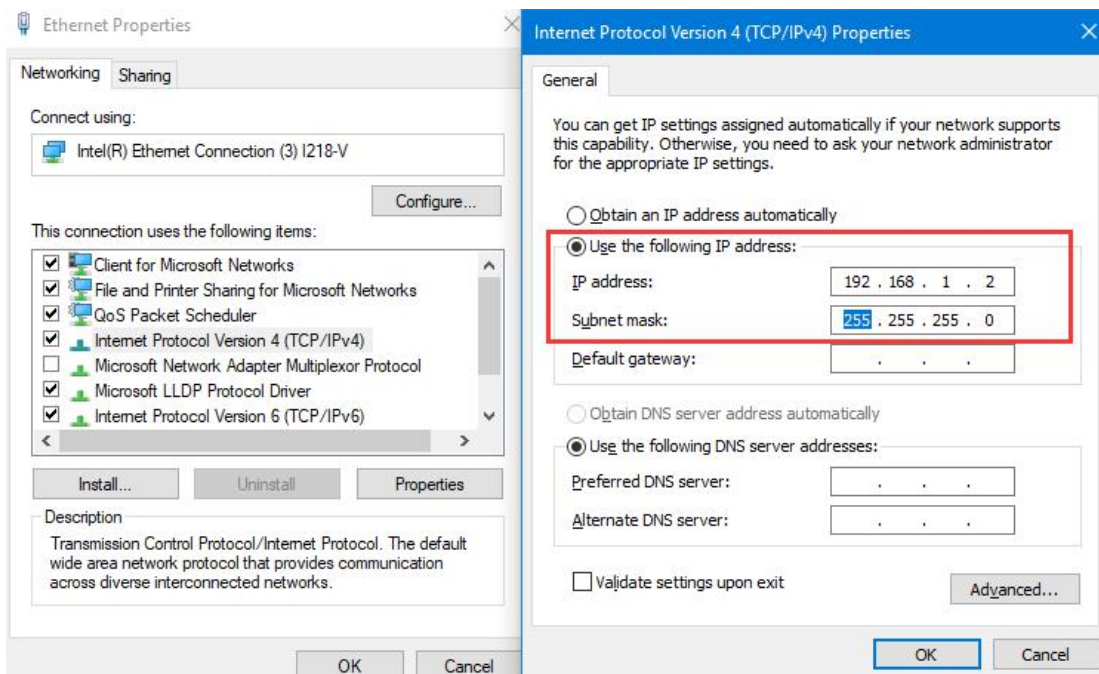 Ethernet Properties
Networking Sharing
Connect using:
Intel(R) Ethernet Connection (3) I218-V
Configure...
This connection uses the following items:
Client for Microsoft Networks
File and Printer Sharing for Microsoft Networks
QoS Packet Scheduler
Internet Protocol Version 4 (TCP/IPv4)
Microsoft Network Adapter Multiplexor Protocol
Microsoft LLDP Protocol Driver
Internet Protocol Version 6 (TCP/IPv6)
Install... Uninstall Properties
Description
Transmission Control Protocol/Internet Protocol. The default
wide area network protocol that provides communication
across diverse interconnected networks.
OK Cancel
Internet Protocol Version 4 (TCP/IPv4) Properties
General
You can get IP settings assigned automatically if your network supports
this capability. Otherwise, you need to ask your network administrator
for the appropriate IP settings.
Obtain an IP address automatically
Use the following IP address:
IP address: 192 . 168 . 1 . 2
Subnet mask: 255 . 255 . 255 . 0
Default gateway: . . .
Obtain DNS server address automatically
Use the following DNS server addresses:
Preferred DNS server: . . .
Alternate DNS server: . . .
Validate settings upon exit
Advanced...
OK Cancel